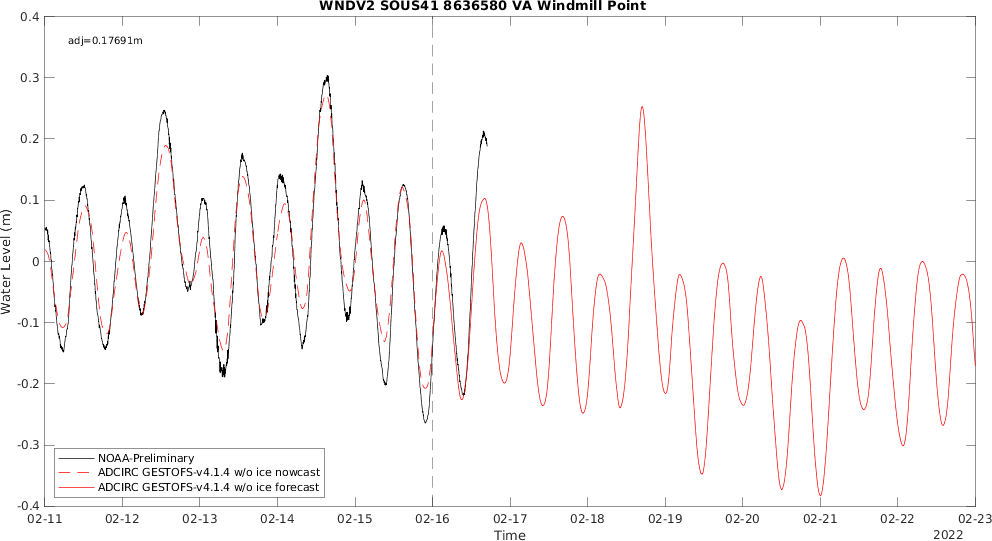 WNDV2 SOUS41 8636580 VA Windmill Point
adj=0.17691m
0.4
0.3
0.2
0.1
0
-0.1
-0.2
-0.3
-0.4
Water Level (m)
NOAA-Preliminary
ADCIRC GESTOFS-v4.1.4 w/o ice nowcast
ADCIRC GESTOFS-v4.1.4 w/o ice forecast
02-11 02-12 02-13 02-14 02-15 02-16 02-17 02-18 02-19 02-20 02-21 02-22 02-23
Time
2022